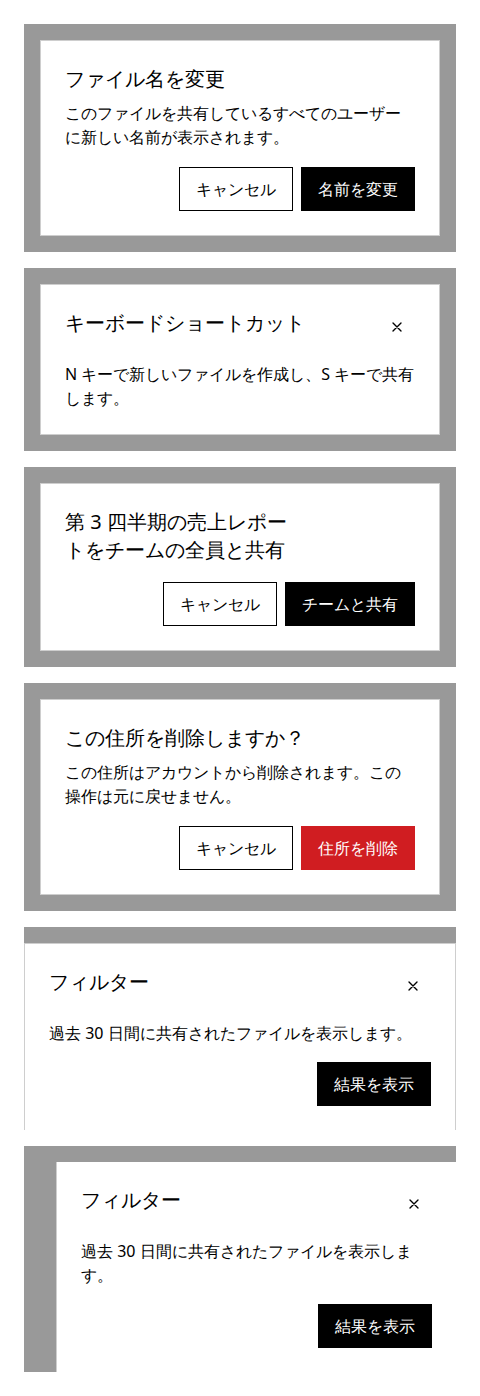 ファイル名を変更
このファイルを共有しているすべてのユーザー
に新しい名前が表示されます。
キャンセル 名前を変更
キーボードショートカット
N キーで新しいファイルを作成し、S キーで共有
します。
第 3 四半期の売上レポー
トをチームの全員と共有
キャンセル チームと共有
この住所を削除しますか？
この住所はアカウントから削除されます。この
操作は元に戻せません。
キャンセル 住所を削除
フィルター
過去 30 日間に共有されたファイルを表示します。
結果を表示
フィルター
過去 30 日間に共有されたファイルを表示しま
す。
結果を表示